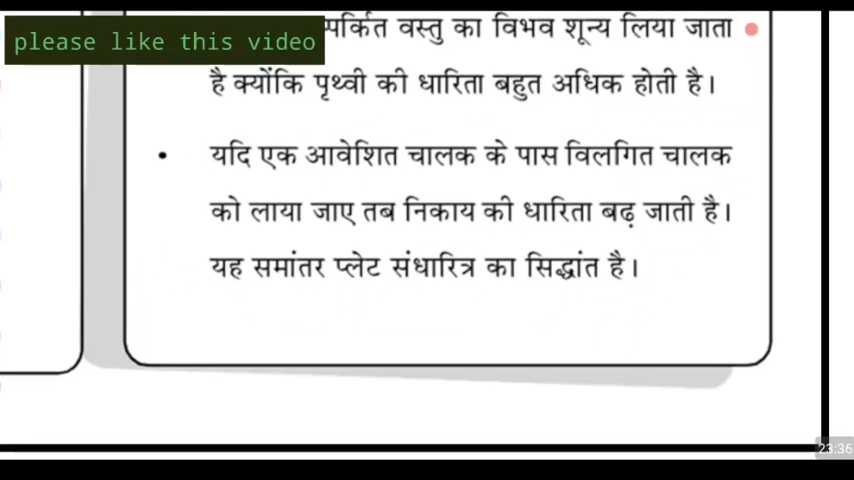 please like this video
वस्तु का विभव शून्य लिया जाता
है क्योंकि पृथ्वी की धारिता बहुत अधिक होती है।
• यदि एक आवेशित चालक के पास विलगित चालक
को लाया जाए तब निकाय की धारिता बढ़ जाती है।
यह समांतर प्लेट संधारित्र का सिद्धांत है।
23:36